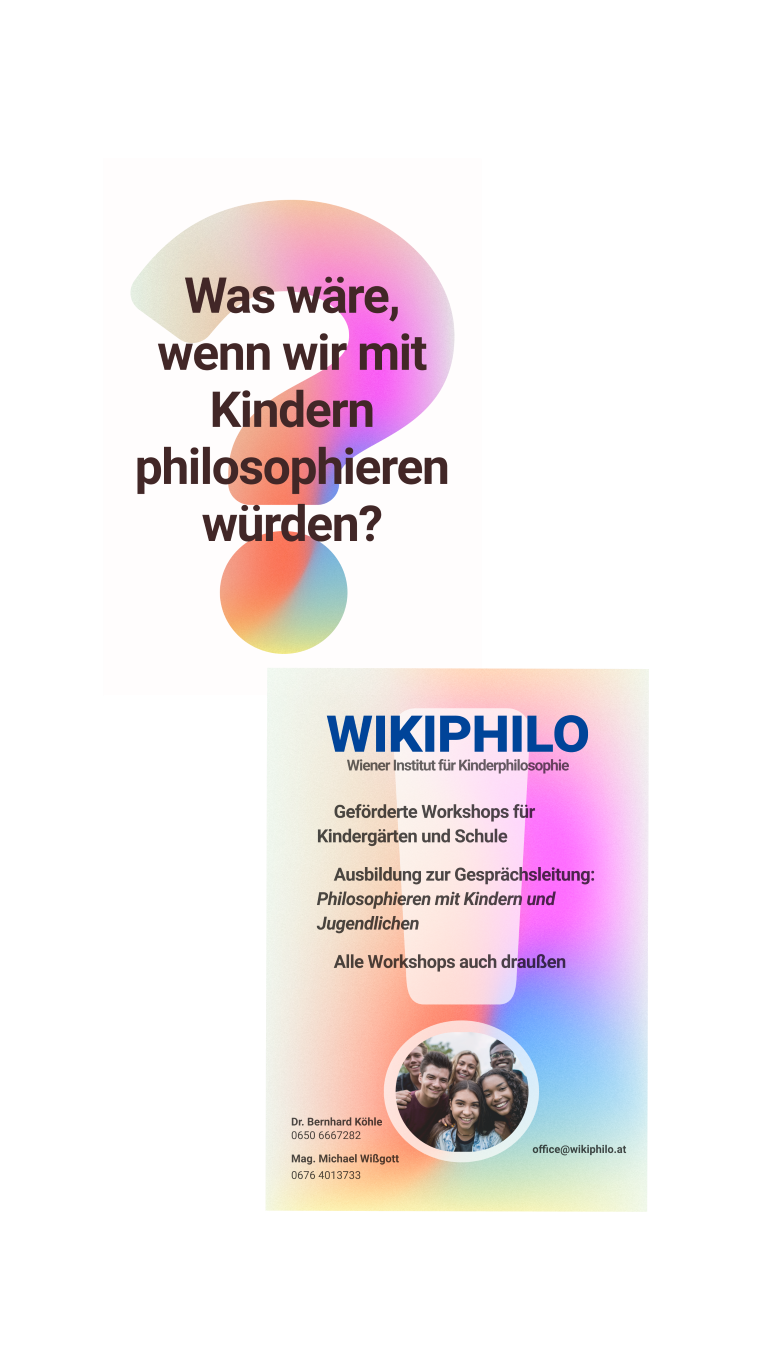 Was wäre,
wenn wir mit
Kindern
philosophieren
würden?
WIKIPHILO
Wiener Institut für Kinderphilosophie
Geförderte Workshops für
Kindergärten und Schule
Ausbildung zur Gesprächsleitung:
Philosophieren mit Kindern und
Jugendlichen
Alle Workshops auch draußen
Dr. Bernhard Köhle
0650 6667282
Mag. Michael Wißgott
0676 4013733
office@wikiphilo.at